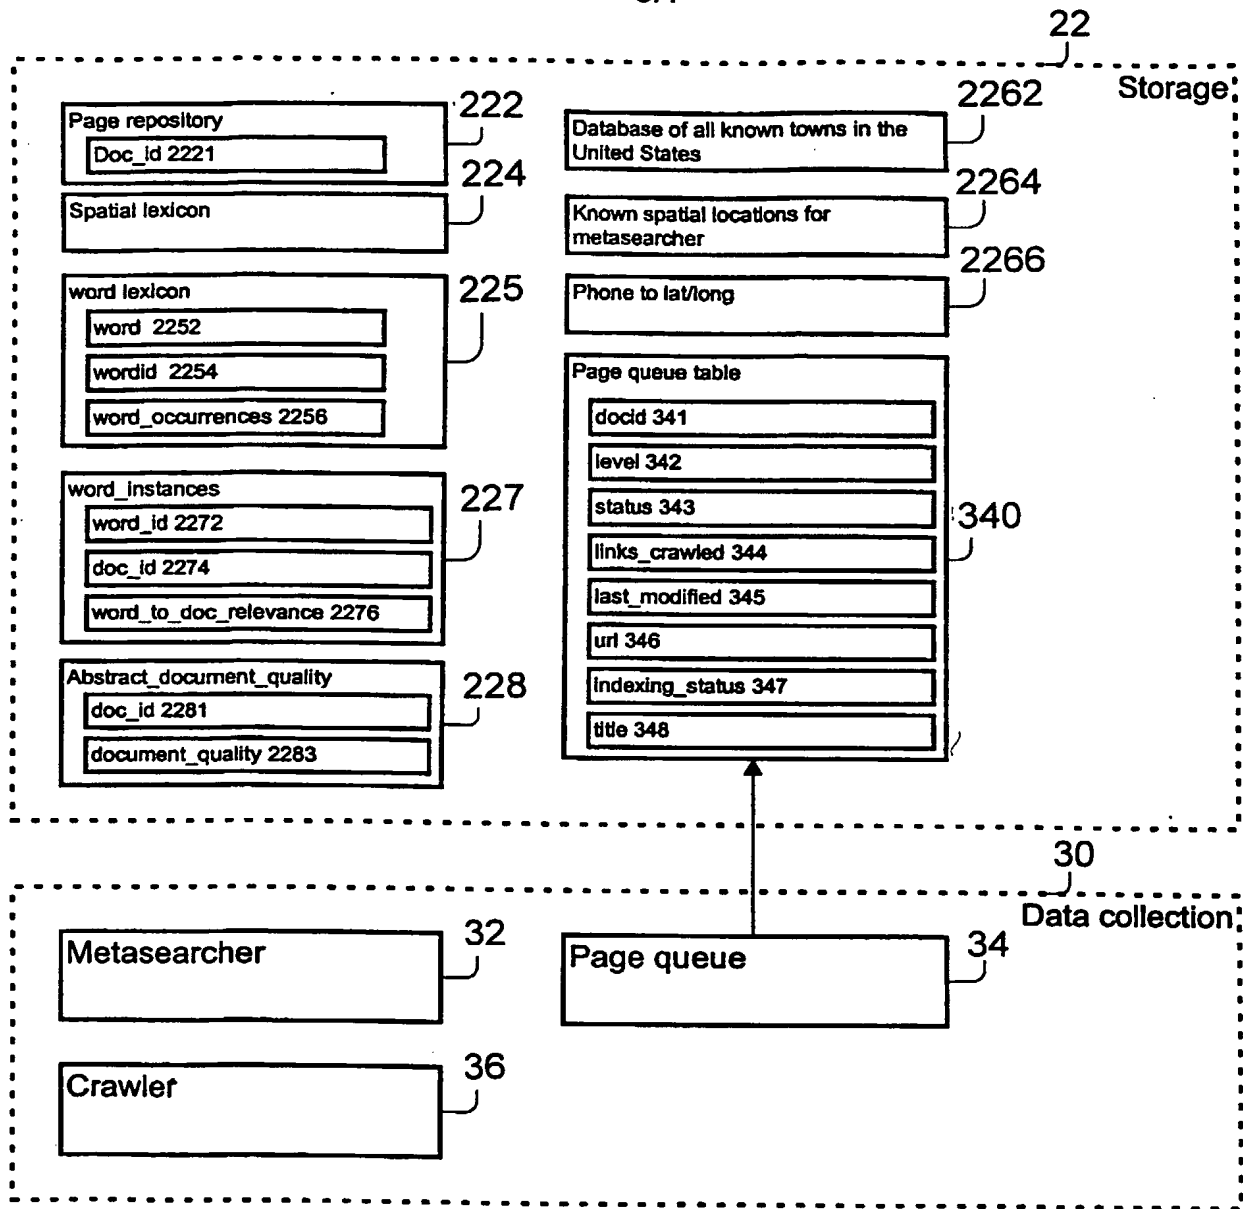 22
Storage
Page repository
222
Doc_id 2221
Spatial lexicon
224
word lexicon
225
word 2252
wordid 2254
word_occurrences 2256
word_instances
227
word_id 2272
doc_id 2274
word_to_doc_relevance 2276
Abstract_document_quality
228
doc_id 2281
document_quality 2283
2262
Database of all known towns in the
United States
2264
Known spatial locations for
metasearcher
2266
Phone to lat/long
Page queue table
340
docid 341
level 342
status 343
links_crawled 344
last_modified 345
url 346
indexing_status 347
title 348
30
Data collection
Metasearcher
32
Page queue
34
Crawler
36